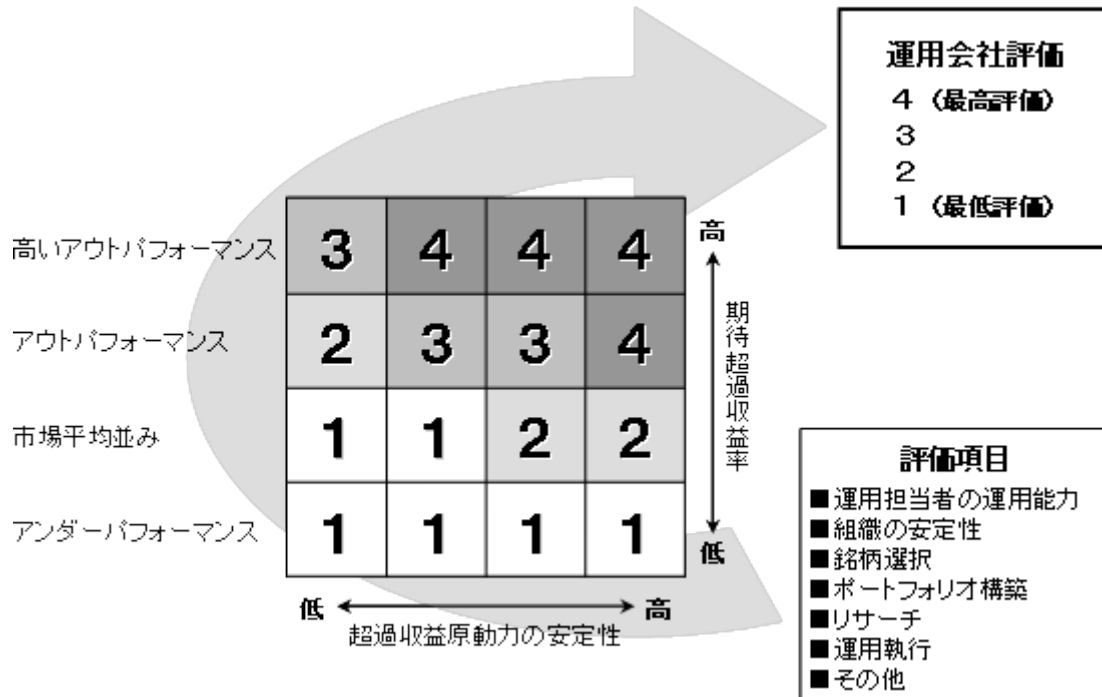 運用会社評価
4 (最高評価)
3
2
1 (最低評価)
高いアウトパフォーマンス 3 4 4 4
アウトパフォーマンス 2 3 3 4
市場平均並み 1 1 2 2
アンダーパフォーマンス 1 1 1 1
高
期待超過収益率
低
低 高
超過収益原動力の安定性
評価項目
■運用担当者の運用能力
■組織の安定性
■銘柄選択
■ポートフォリオ構築
■リサーチ
■運用執行
■その他